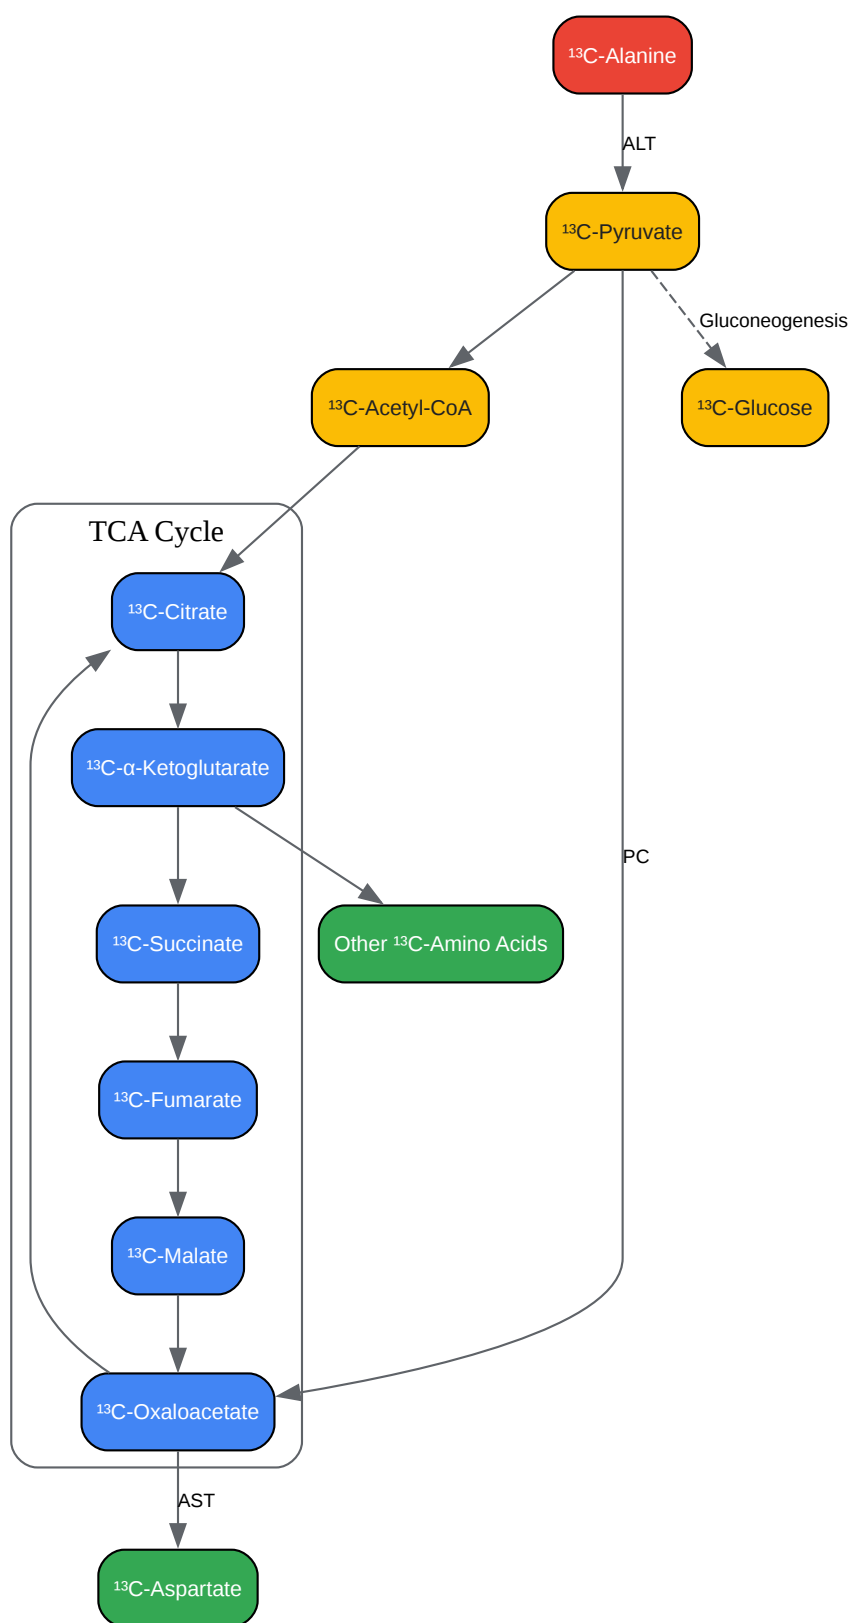 ¹³C-Alanine
ALT
¹³C-Pyruvate
Gluconeogenesis
¹³C-Acetyl-CoA
¹³C-Glucose
TCA Cycle
¹³C-Citrate
¹³C-α-Ketoglutarate
PC
¹³C-Succinate
Other ¹³C-Amino Acids
¹³C-Fumarate
¹³C-Malate
¹³C-Oxaloacetate
AST
¹³C-Aspartate